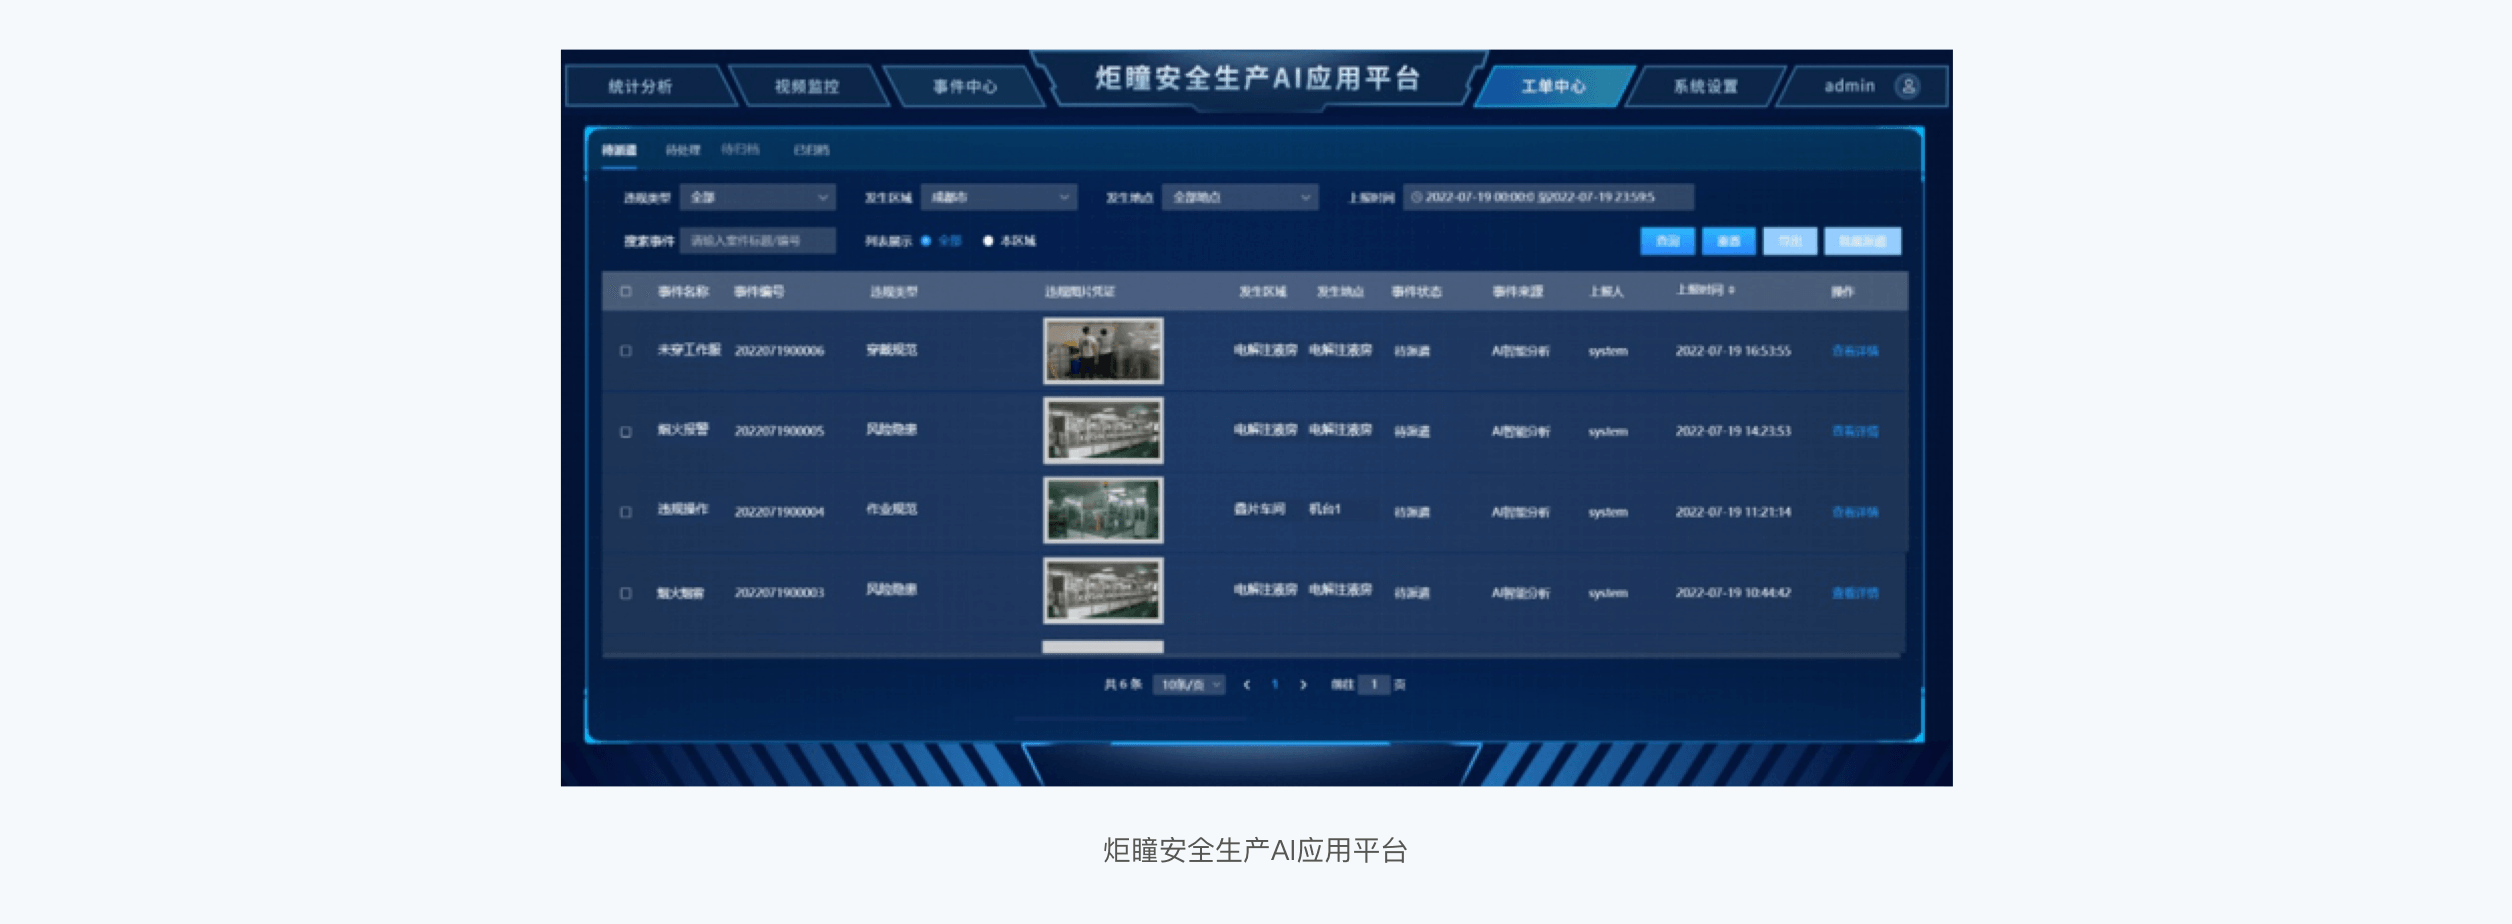 统计分析 视频监控 事件中心 炬瞳安全生产AI应用平台 工单中心 系统设置 admin
待派遣 待处理 待归档 已归档
违规类型 全部 发生区域 成都市 发生地点 全部地点 上报时间 2022-07-19 00:00:0 至2022-07-19 23:59:5
搜索事件 请输入案件标题/编号 列表展示 全部 本区域 查询 重置 导出
事件名称 事件编号 违规类型 违规图片凭证 发生区域 发生地点 事件状态 事件来源 上报人 上报时间 操作
未穿工作服 2022071900006 穿戴规范 电解注液房 电解注液房 待派遣 AI智能分析 system 2022-07-19 16:53:55 查看详情
烟火报警 2022071900005 风险隐患 电解注液房 电解注液房 待派遣 AI智能分析 system 2022-07-19 14:23:53 查看详情
违规操作 2022071900004 作业规范 叠片车间 机台1 待派遣 AI智能分析 system 2022-07-19 11:21:14 查看详情
烟火烟雾 2022071900003 风险隐患 电解注液房 电解注液房 待派遣 AI智能分析 system 2022-07-19 10:44:42 查看详情
共 6 条 10条/页 1 前往 1 页
炬瞳安全生产AI应用平台